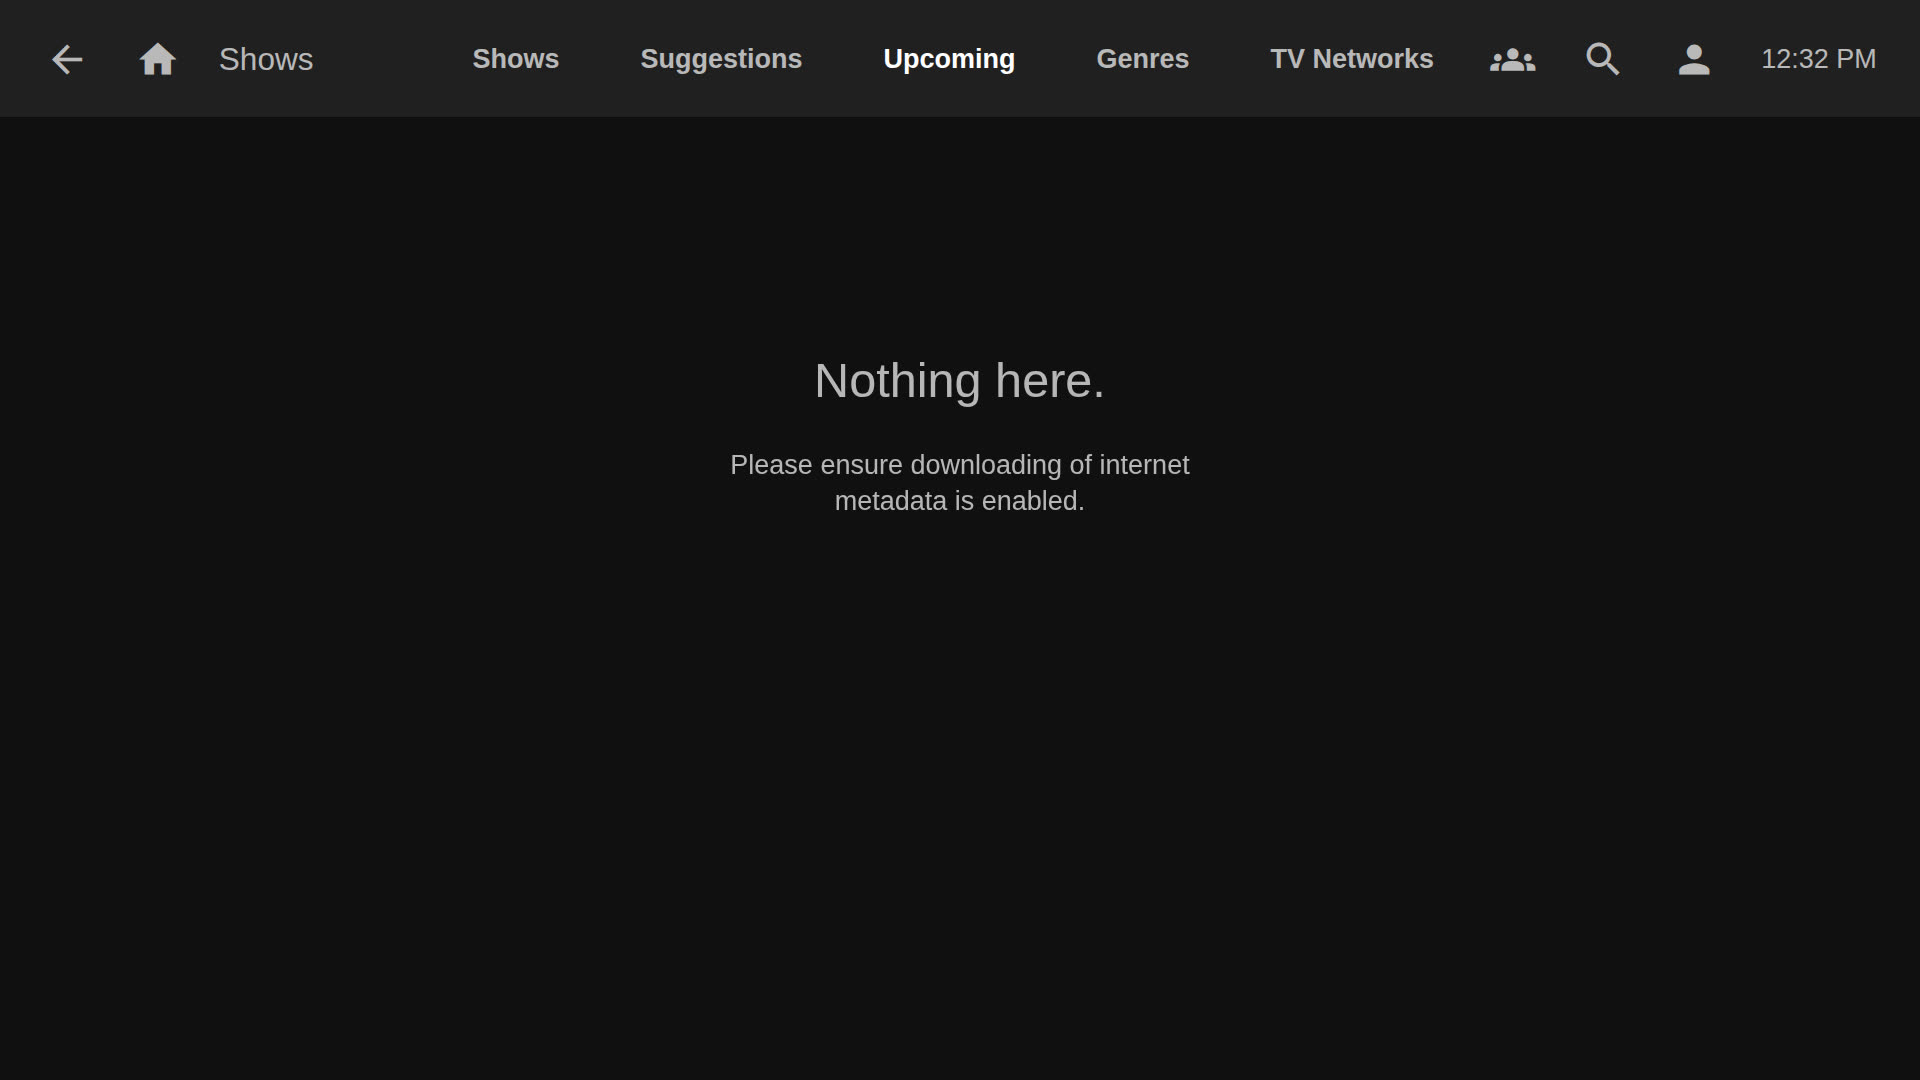 Shows
Shows
Suggestions
Upcoming
Genres
TV Networks
12:32 PM
Nothing here.
Please ensure downloading of internet
metadata is enabled.